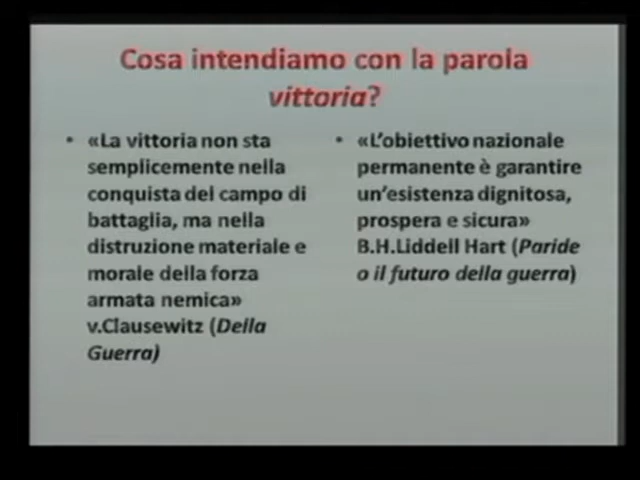 Cosa intendiamo con la parola
vittoria?
• «La vittoria non sta
semplicemente nella
conquista del campo di
battaglia, ma nella
distruzione materiale e
morale della forza
armata nemica»
v.Clausewitz (Della
Guerra)
• «L'obiettivo nazionale
permanente è garantire
un'esistenza dignitosa,
prospera e sicura»
B.H.Liddell Hart (Paride
o il futuro della guerra)